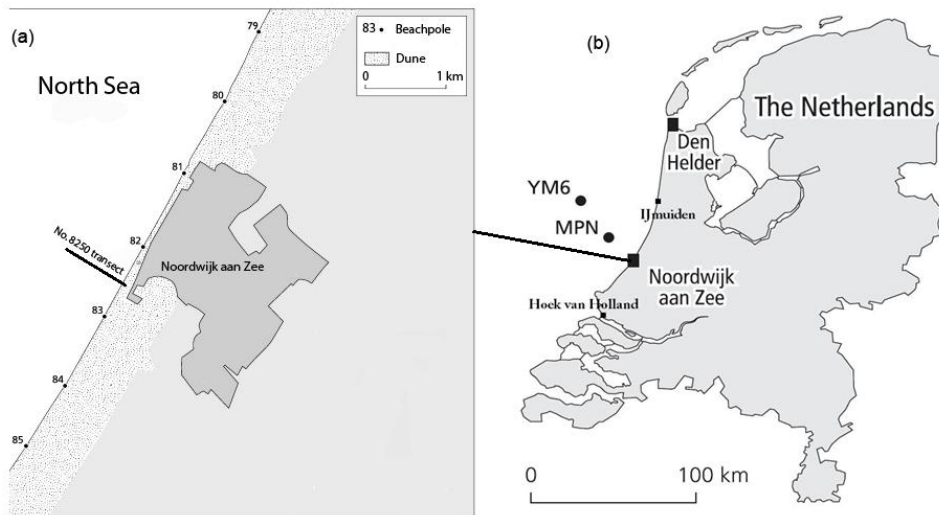 (a)
North Sea
79
80
81
82
83
84
85
No. 8250 transect
Noordwijk aan Zee
83 • Beachpole
Dune
0 1 km
(b)
The Netherlands
Den
Helder
YM6
IJmuiden
MPN
Noordwijk
aan Zee
Hoek van Holland
0 100 km